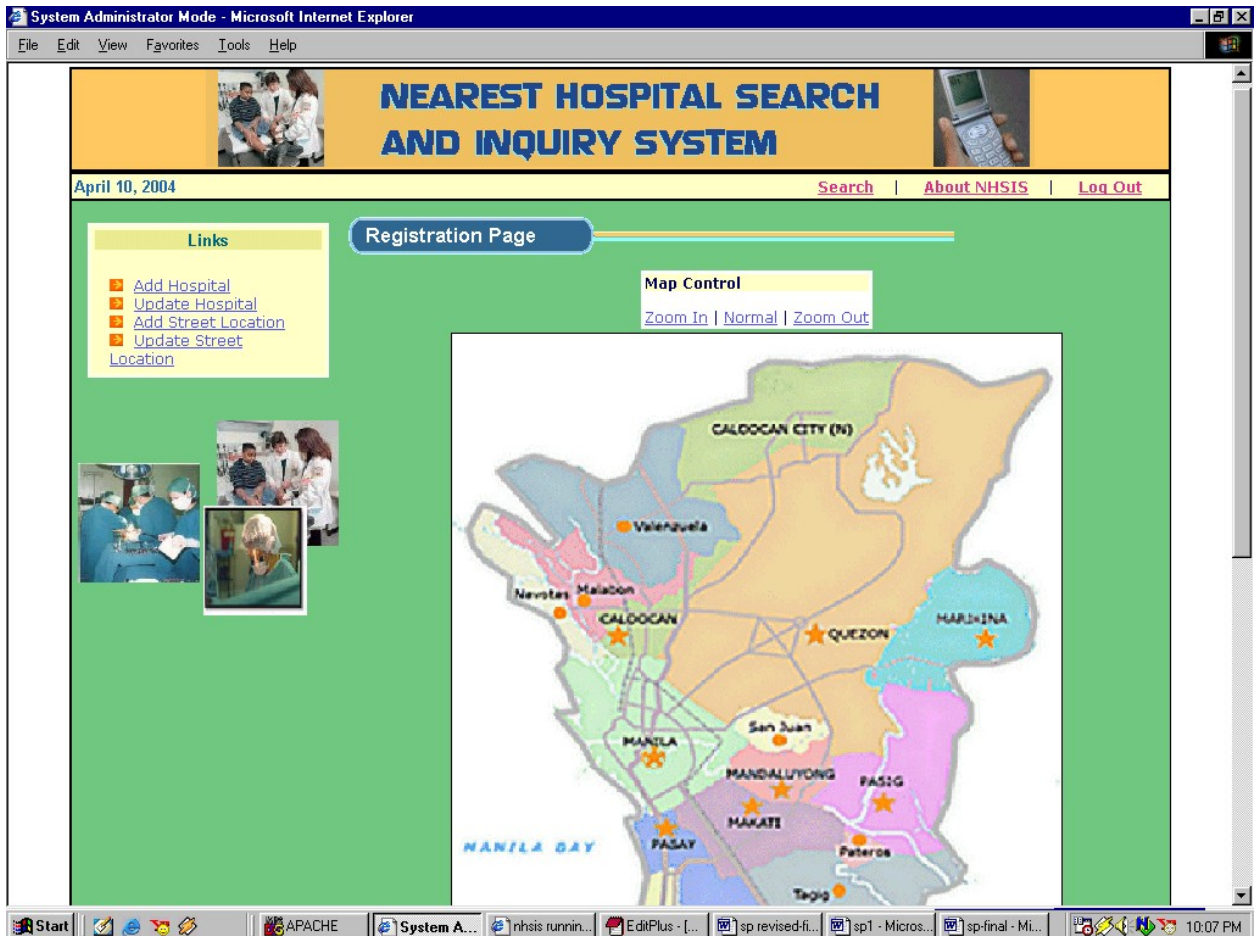 System Administrator Mode - Microsoft Internet Explorer
File Edit View Favorites Tools Help
NEAREST HOSPITAL SEARCH
AND INQUIRY SYSTEM
April 10, 2004
Search | About NHSIS | Log Out
Links
Add Hospital
Update Hospital
Add Street Location
Update Street
Location
Registration Page
Map Control
Zoom In | Normal | Zoom Out
CALOOCAN CITY (N)
Valenzuela
Navotas
Malabon
CALOOCAN
QUEZON
MARIKINA
San Juan
MANILA
MANDALUYONG
PASIG
MAKATI
MANILA BAY
PASAY
Pateros
Tagig
Start
APACHE
System A...
nhsis runnin...
EditPlus - [...
sp revised-fi...
sp1 - Micros...
sp-final - Mi...
10:07 PM